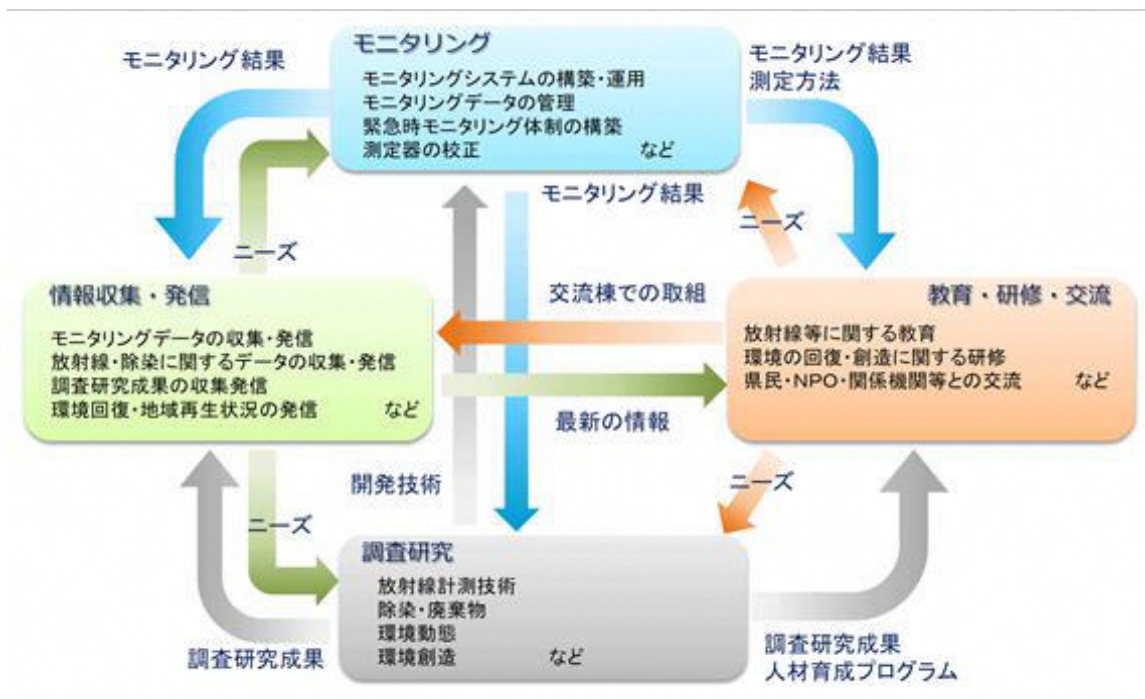 モニタリング
モニタリングシステムの構築・運用
モニタリングデータの管理
緊急時モニタリング体制の構築
測定器の校正 など
モニタリング結果
モニタリング結果
測定方法
ニーズ
モニタリング結果
ニーズ
情報収集・発信
モニタリングデータの収集・発信
放射線・除染に関するデータの収集・発信
調査研究成果の収集発信
環境回復・地域再生状況の発信 など
交流棟での取組
最新の情報
教育・研修・交流
放射線等に関する教育
環境の回復・創造に関する研修
県民・NPO・関係機関等との交流 など
ニーズ
開発技術
ニーズ
調査研究
放射線計測技術
除染・廃棄物
環境動態
環境創造 など
調査研究成果
調査研究成果
人材育成プログラム